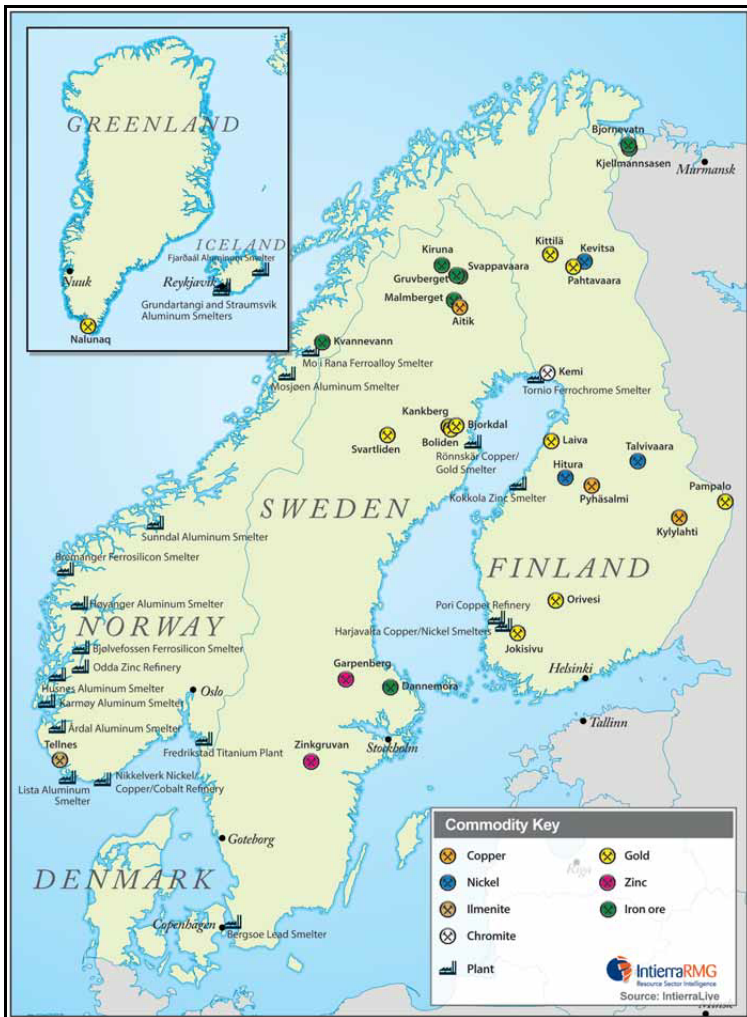 GREENLAND
ICELAND
Fjarðaál Aluminum Smelter
Nuuk
Reykjavik
Grundartangi and Straumsvik
Aluminum Smelters
Nalunaq
Bjornevatn
Kjellmannsasen
Murmansk
Kittilä
Kevitsa
Pahtavaara
Kiruna
Svappavaara
Gruvberget
Malmberget
Aitik
Kvannevann
Mo i Rana Ferroalloy Smelter
Mosjøen Aluminum Smelter
Kemi
Tornio Ferrochrome Smelter
Kankberg
Bjorkdal
Boliden
Svartliden
Rönnskär Copper/
Gold Smelter
Laiva
Talvivaara
Hitura
Pyhäsalmi
Pampalo
Kylylahti
Kokkola Zinc Smelter
SWEDEN
Sunndal Aluminum Smelter
Bremanger Ferrosilicon Smelter
FINLAND
Høyanger Aluminum Smelter
NORWAY
Orivesi
Pori Copper Refinery
Harjavalta Copper/Nickel Smelters
Jokisivu
Bjølvefossen Ferrosilicon Smelter
Odda Zinc Refinery
Garpenberg
Dannemora
Helsinki
Husnes Aluminum Smelter
Karmøy Aluminum Smelter
Oslo
Årdal Aluminum Smelter
Tallinn
Fredrikstad Titanium Plant
Stockholm
Tellnes
Zinkgruvan
Lista Aluminum
Smelter
Nikkelverk Nickel/
Copper/Cobalt Refinery
Goteborg
DENMARK
Copenhagen
Bergsoe Lead Smelter
Riga
Minsk
Commodity Key
Copper
Gold
Nickel
Zinc
Ilmenite
Iron ore
Chromite
Plant
IntierraRMG
Resource Sector Intelligence
Source: IntierraLive